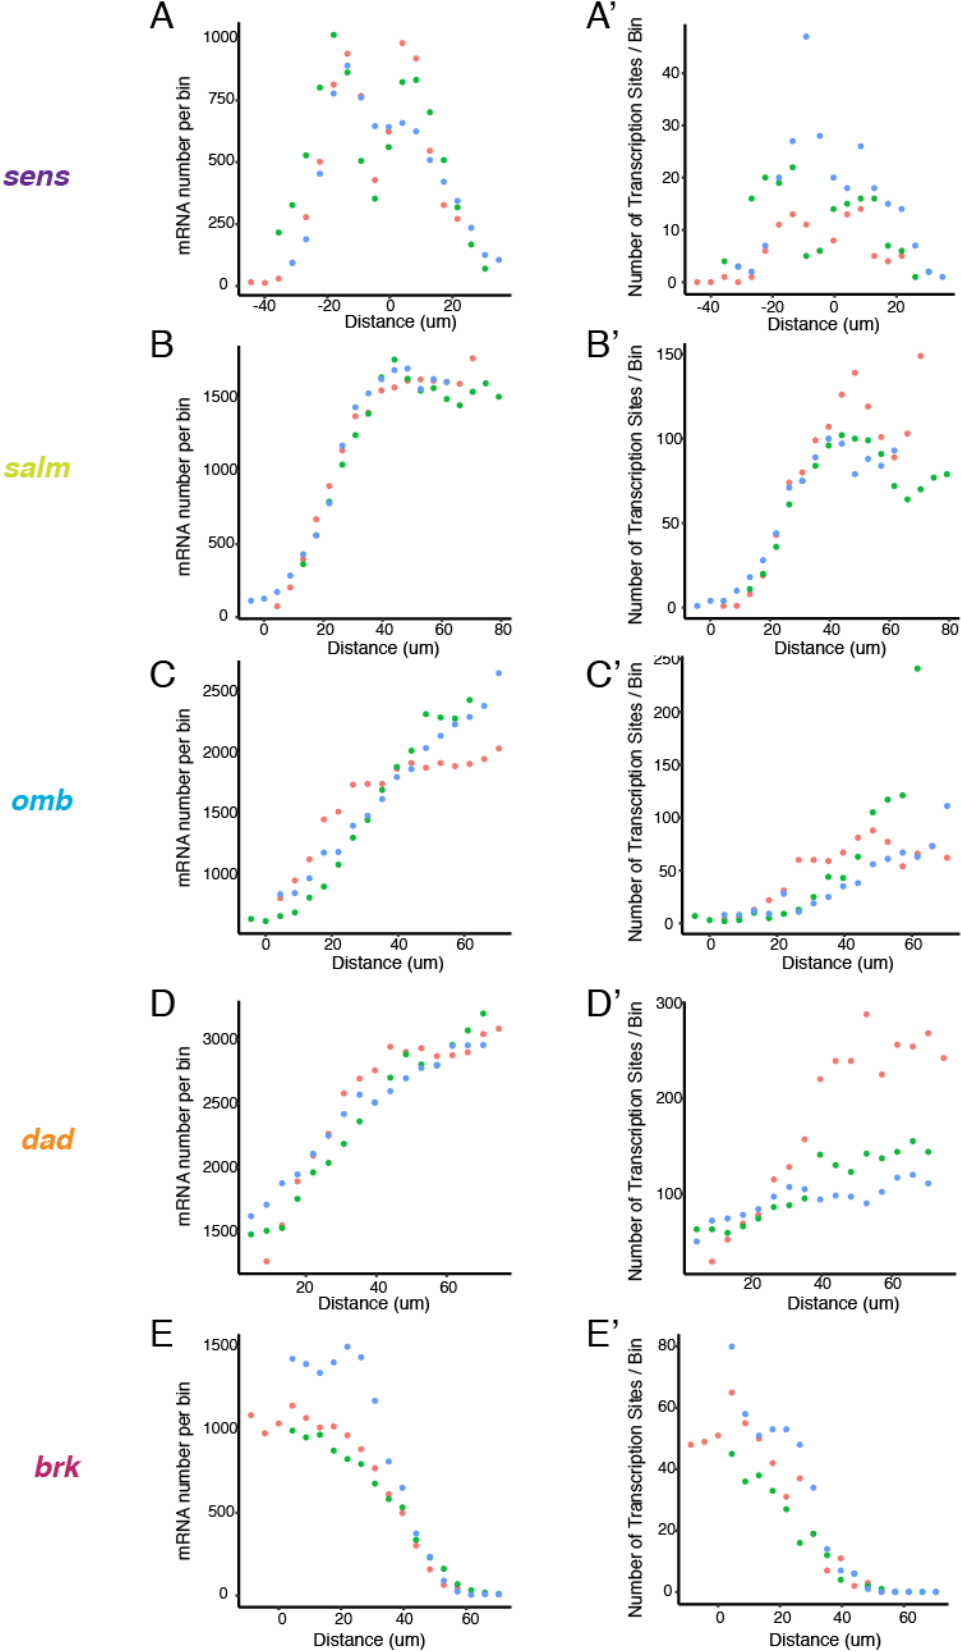 A
A'
sens
mRNA number per bin
1000
750
500
250
0
-40 -20 0 20
Distance (um)
Number of Transcription Sites / Bin
40
30
20
10
0
-40 -20 0 20
Distance (um)
B
B'
salm
mRNA number per bin
1500
1000
500
0
0 20 40 60 80
Distance (um)
Number of Transcription Sites / Bin
150
100
50
0
0 20 40 60 80
Distance (um)
C
C'
omb
mRNA number per bin
2500
2000
1500
1000
0 20 40 60
Distance (um)
Number of Transcription Sites / Bin
250
200
150
100
50
0
0 20 40 60
Distance (um)
D
D'
dad
mRNA number per bin
3000
2500
2000
1500
20 40 60
Distance (um)
Number of Transcription Sites / Bin
300
200
100
20 40 60
Distance (um)
E
E'
brk
mRNA number per bin
1500
1000
500
0
0 20 40 60
Distance (um)
Number of Transcription Sites / Bin
80
60
40
20
0
0 20 40 60
Distance (um)